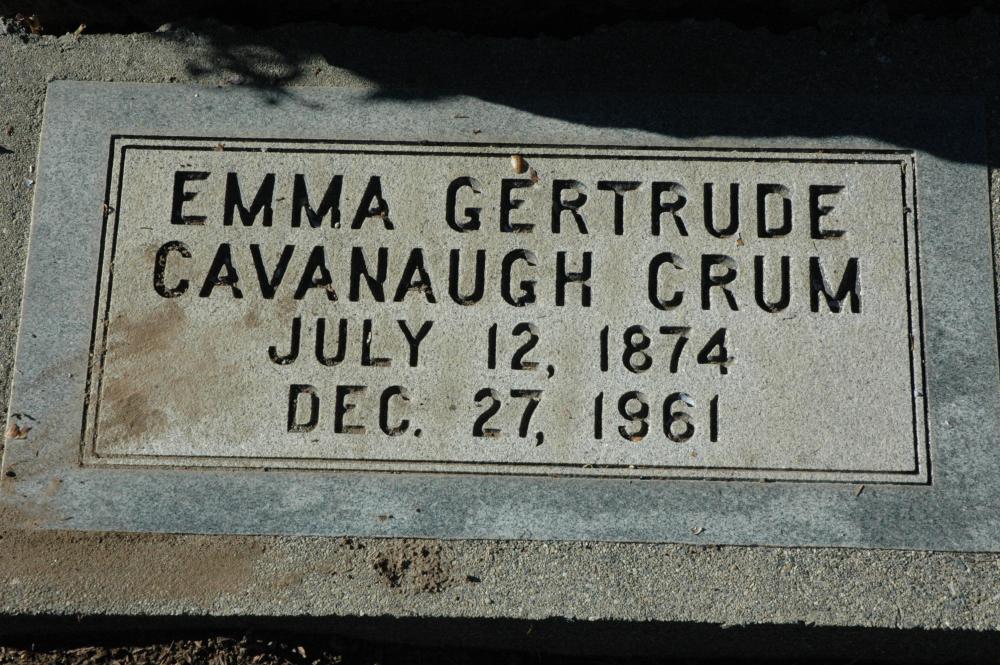 EMMA GERTRUDE
CAVANAUGH CRUM
JULY 12, 1874
DEC. 27, 1961